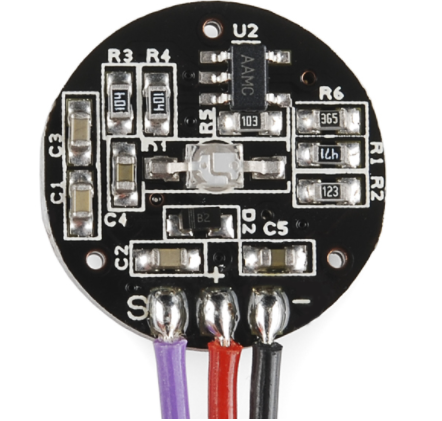 U2
R3 R4
AAMC
104
104
R5
103
R6
365
471
R1
R2
123
C3
C1
C4
D1
B2
D2
C2
C5
+
S
-